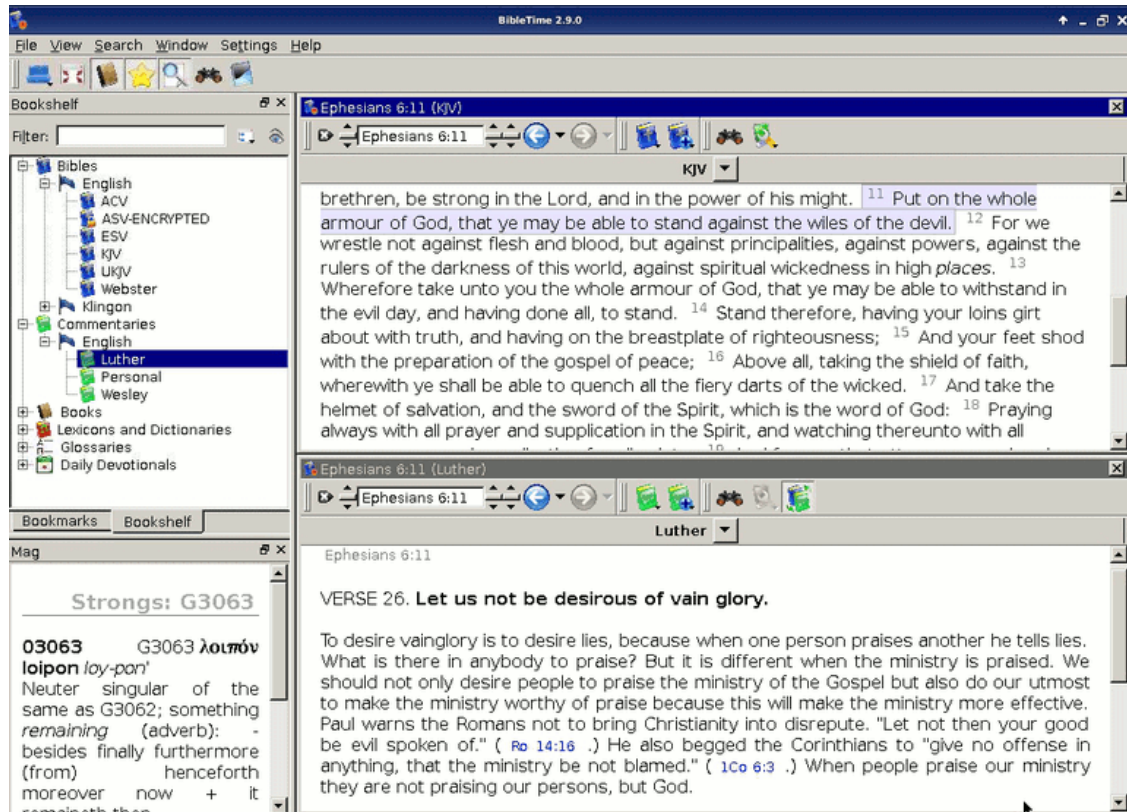 BibleTime 2.9.0
File View Search Window Settings Help
Bookshelf
Filter:
Bibles
English
ACV
ASV-ENCRYPTED
ESV
KJV
UKJV
Webster
Klingon
Commentaries
English
Luther
Personal
Wesley
Books
Lexicons and Dictionaries
Glossaries
Daily Devotionals
Bookmarks Bookshelf
Mag
Strongs: G3063
03063 G3063 λοιπόν
loipon loy-pon'
Neuter singular of the
same as G3062; something
remaining (adverb): -
besides finally furthermore
(from) henceforth
moreover now + it
remaineth then
Ephesians 6:11 (KJV)
Ephesians 6:11
KJV
brethren, be strong in the Lord, and in the power of his might. 11 Put on the whole
armour of God, that ye may be able to stand against the wiles of the devil. 12 For we
wrestle not against flesh and blood, but against principalities, against powers, against the
rulers of the darkness of this world, against spiritual wickedness in high places. 13
Wherefore take unto you the whole armour of God, that ye may be able to withstand in
the evil day, and having done all, to stand. 14 Stand therefore, having your loins girt
about with truth, and having on the breastplate of righteousness; 15 And your feet shod
with the preparation of the gospel of peace; 16 Above all, taking the shield of faith,
wherewith ye shall be able to quench all the fiery darts of the wicked. 17 And take the
helmet of salvation, and the sword of the Spirit, which is the word of God: 18 Praying
always with all prayer and supplication in the Spirit, and watching thereunto with all
Ephesians 6:11 (Luther)
Ephesians 6:11
Luther
Ephesians 6:11
VERSE 26. Let us not be desirous of vain glory.
To desire vainglory is to desire lies, because when one person praises another he tells lies.
What is there in anybody to praise? But it is different when the ministry is praised. We
should not only desire people to praise the ministry of the Gospel but also do our utmost
to make the ministry worthy of praise because this will make the ministry more effective.
Paul warns the Romans not to bring Christianity into disrepute. "Let not then your good
be evil spoken of." ( Ro 14:16 .) He also begged the Corinthians to "give no offense in
anything, that the ministry be not blamed." ( 1Co 6:3 .) When people praise our ministry
they are not praising our persons, but God.